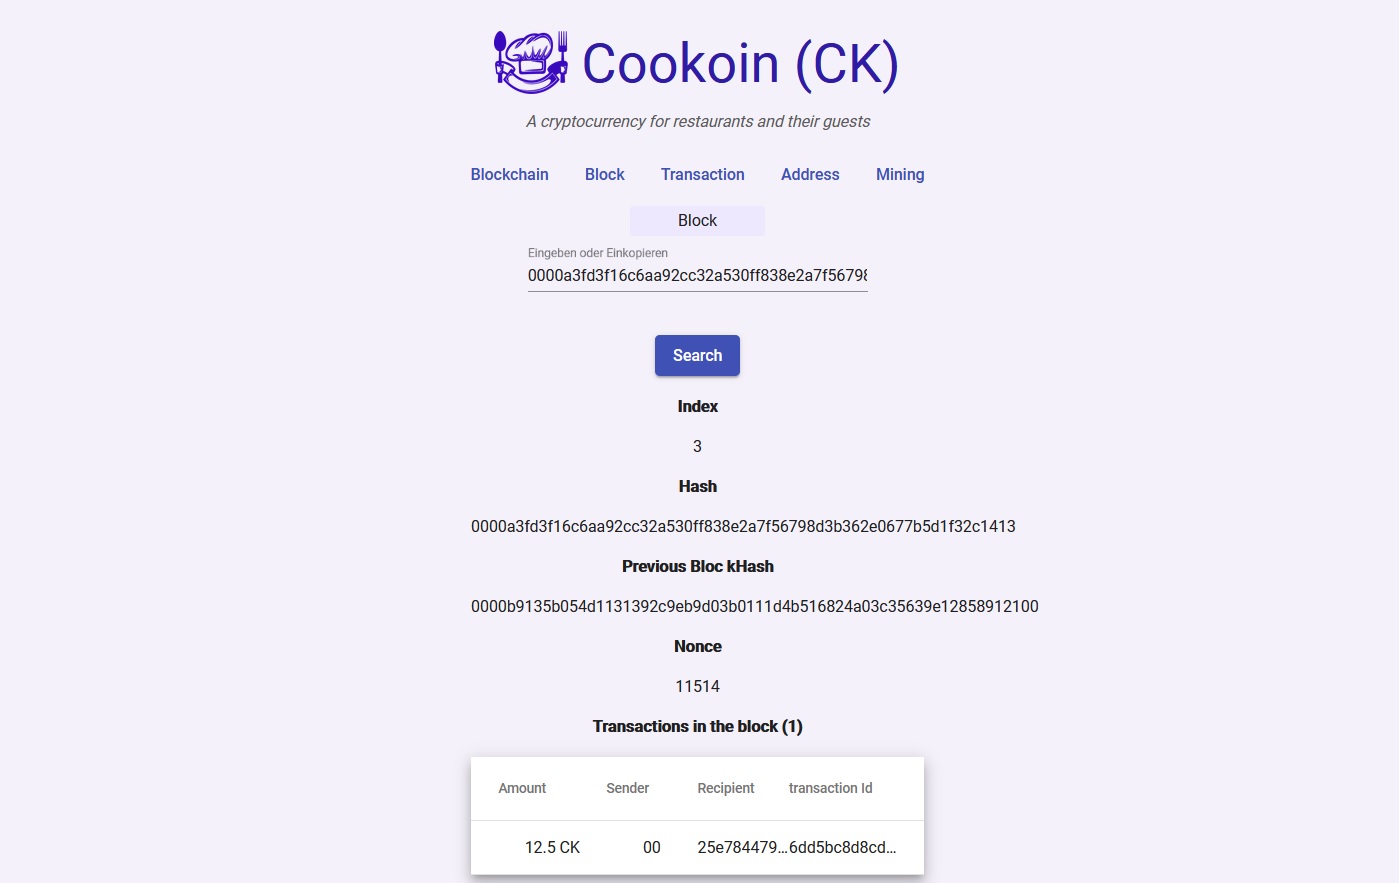 Cookoin (CK)
A cryptocurrency for restaurants and their guests
Blockchain Block Transaction Address Mining
Block
Eingeben oder Einkopieren
0000a3fd3f16c6aa92cc32a530ff838e2a7f56798
Search
Index
3
Hash
0000a3fd3f16c6aa92cc32a530ff838e2a7f56798d3b362e0677b5d1f32c1413
Previous Bloc kHash
0000b9135b054d1131392c9eb9d03b0111d4b516824a03c35639e12858912100
Nonce
11514
Transactions in the block (1)
Amount Sender Recipient transaction Id
12.5 CK 00 25e784479... 6dd5bc8d8cd...